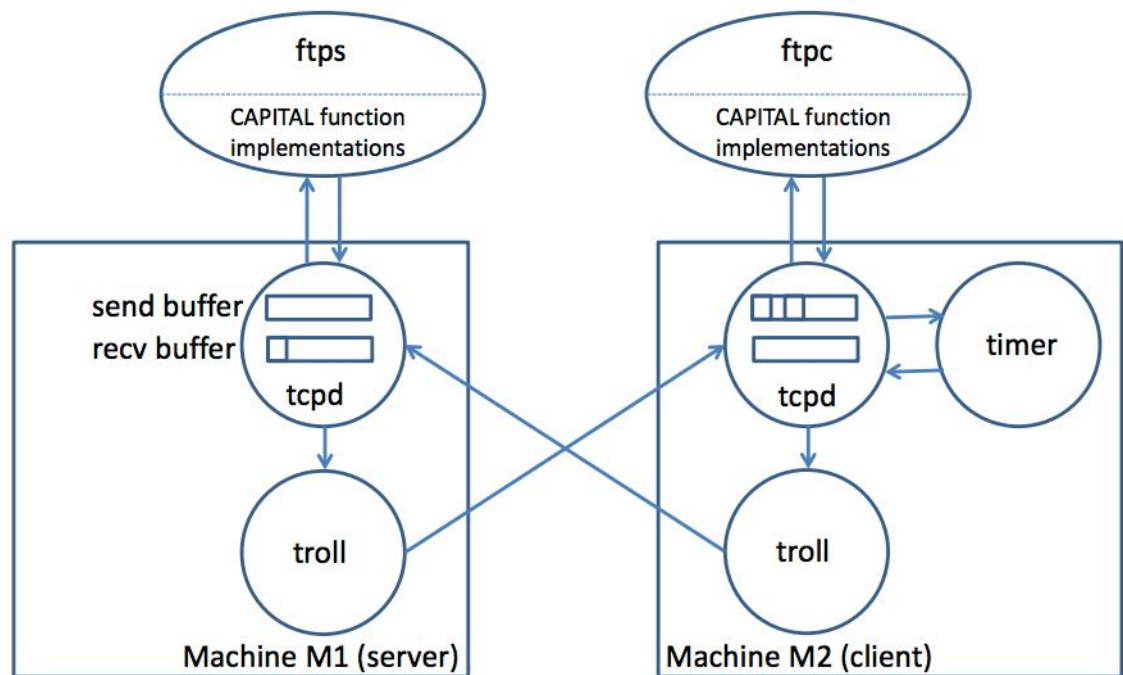 ftps
CAPITAL function
implementations
ftpc
CAPITAL function
implementations
send buffer
recv buffer
tcpd
tcpd
timer
troll
troll
Machine M1 (server)
Machine M2 (client)